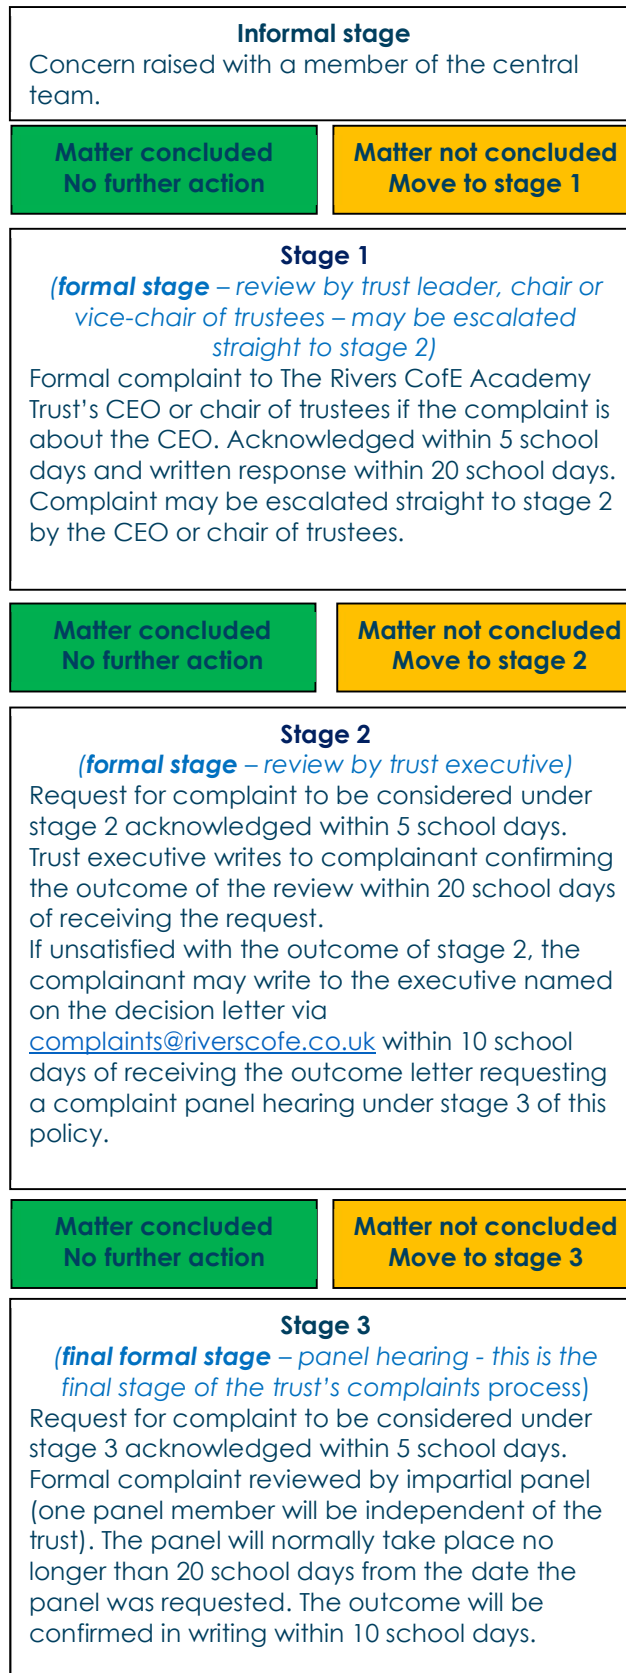 Informal stage
Concern raised with a member of the central
team.
Matter concluded
No further action
Matter not concluded
Move to stage 1
Stage 1
(formal stage – review by trust leader, chair or
vice-chair of trustees – may be escalated
straight to stage 2)
Formal complaint to The Rivers CofE Academy
Trust’s CEO or chair of trustees if the complaint is
about the CEO. Acknowledged within 5 school
days and written response within 20 school days.
Complaint may be escalated straight to stage 2
by the CEO or chair of trustees.
Matter concluded
No further action
Matter not concluded
Move to stage 2
Stage 2
(formal stage – review by trust executive)
Request for complaint to be considered under
stage 2 acknowledged within 5 school days.
Trust executive writes to complainant confirming
the outcome of the review within 20 school days
of receiving the request.
If unsatisfied with the outcome of stage 2, the
complainant may write to the executive named
on the decision letter via
complaints@riverscofe.co.uk within 10 school
days of receiving the outcome letter requesting
a complaint panel hearing under stage 3 of this
policy.
Matter concluded
No further action
Matter not concluded
Move to stage 3
Stage 3
(final formal stage – panel hearing - this is the
final stage of the trust’s complaints process)
Request for complaint to be considered under
stage 3 acknowledged within 5 school days.
Formal complaint reviewed by impartial panel
(one panel member will be independent of the
trust). The panel will normally take place no
longer than 20 school days from the date the
panel was requested. The outcome will be
confirmed in writing within 10 school days.